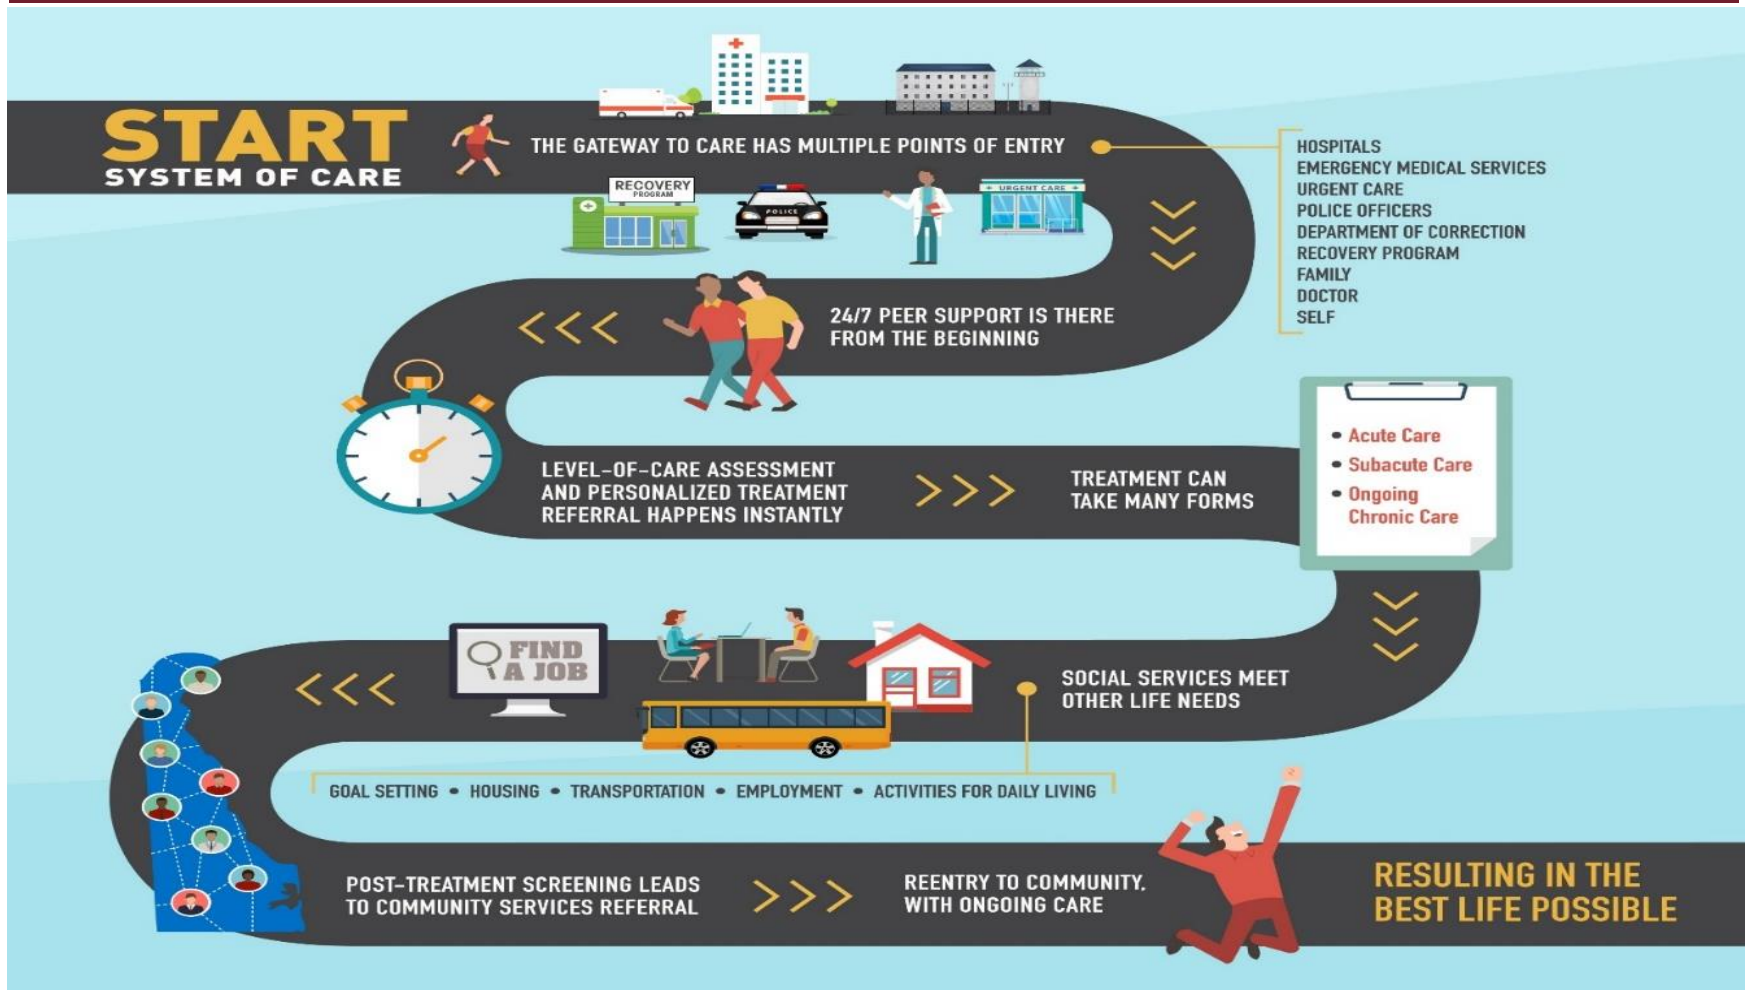 START
SYSTEM OF CARE
THE GATEWAY TO CARE HAS MULTIPLE POINTS OF ENTRY
HOSPITALS
EMERGENCY MEDICAL SERVICES
URGENT CARE
POLICE OFFICERS
DEPARTMENT OF CORRECTION
RECOVERY PROGRAM
FAMILY
DOCTOR
SELF
RECOVERY
PROGRAM
POLICE
URGENT CARE
24/7 PEER SUPPORT IS THERE
FROM THE BEGINNING
LEVEL-OF-CARE ASSESSMENT
AND PERSONALIZED TREATMENT
REFERRAL HAPPENS INSTANTLY
TREATMENT CAN
TAKE MANY FORMS
• Acute Care
• Subacute Care
• Ongoing
Chronic Care
SOCIAL SERVICES MEET
OTHER LIFE NEEDS
FIND
A JOB
GOAL SETTING • HOUSING • TRANSPORTATION • EMPLOYMENT • ACTIVITIES FOR DAILY LIVING
POST-TREATMENT SCREENING LEADS
TO COMMUNITY SERVICES REFERRAL
REENTRY TO COMMUNITY,
WITH ONGOING CARE
RESULTING IN THE
BEST LIFE POSSIBLE